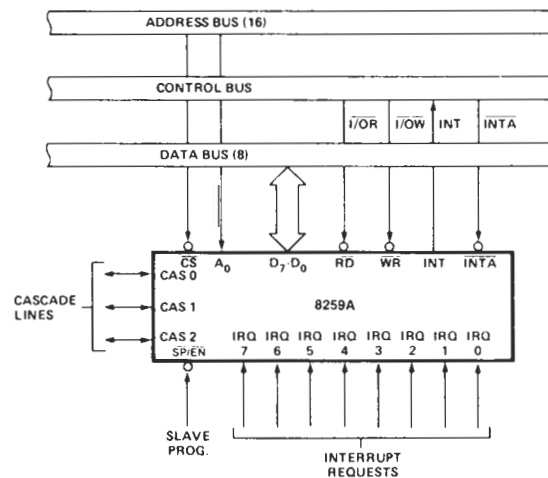 ADDRESS BUS (16)
CONTROL BUS
I/OR I/OW INT INTA
DATA BUS (8)
CS A0 D7-D0 RD WR INT INTA
CAS 0
8259A
CASCADE
LINES
CAS 1
CAS 2
SP/EN
IRQ IRQ IRQ IRQ IRQ IRQ IRQ IRQ
7 6 5 4 3 2 1 0
SLAVE
PROG.
INTERRUPT
REQUESTS